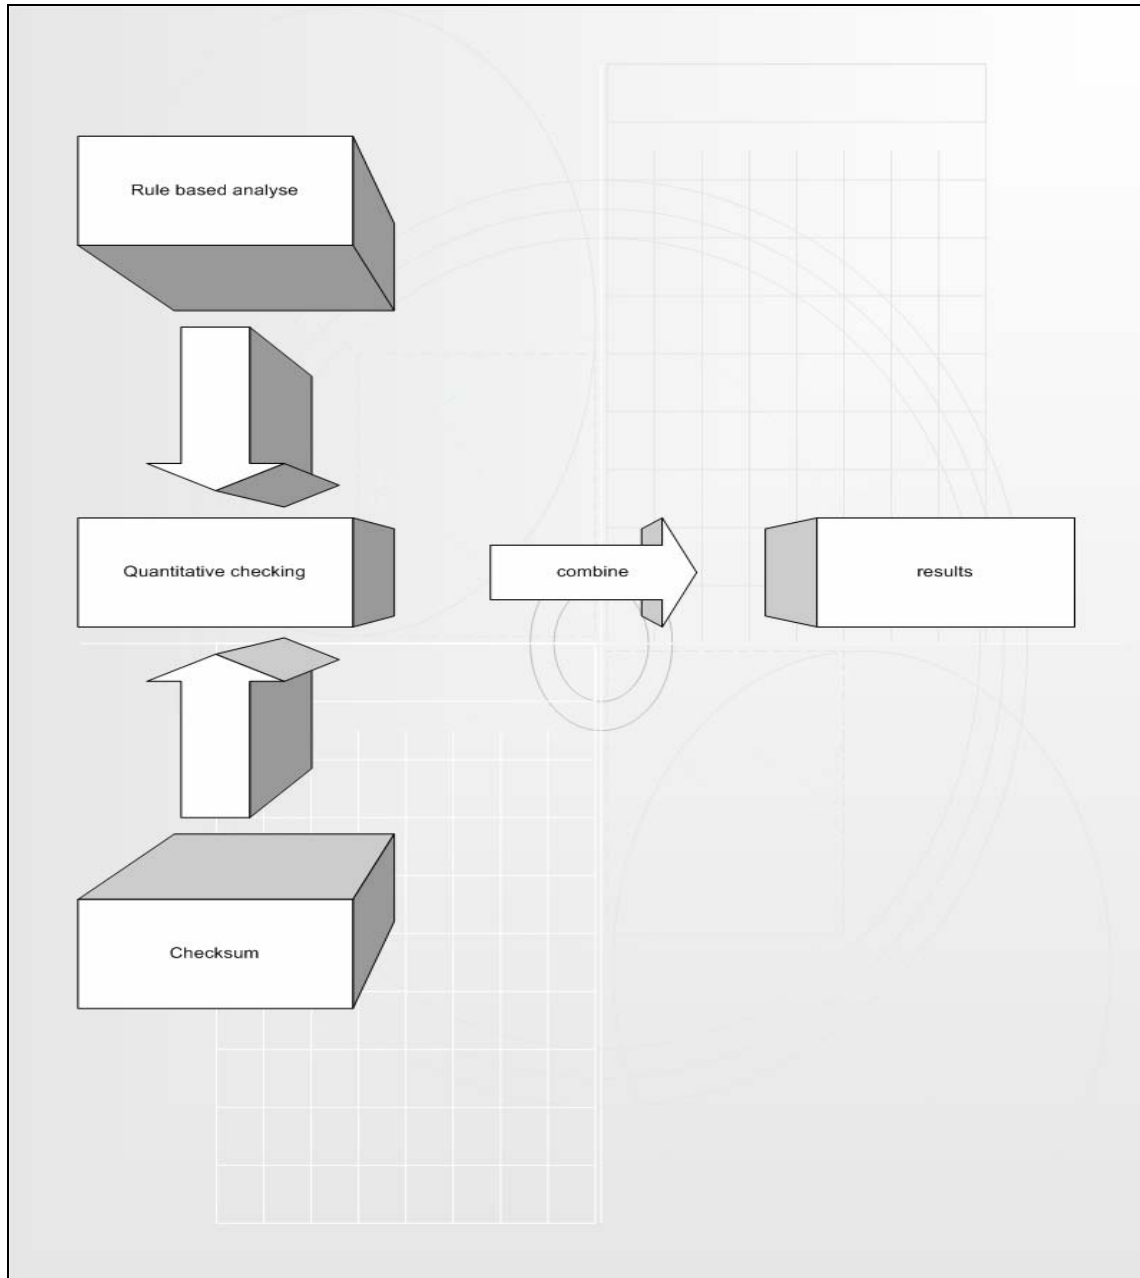 Rule based analyse
Quantitative checking
combine
results
Checksum